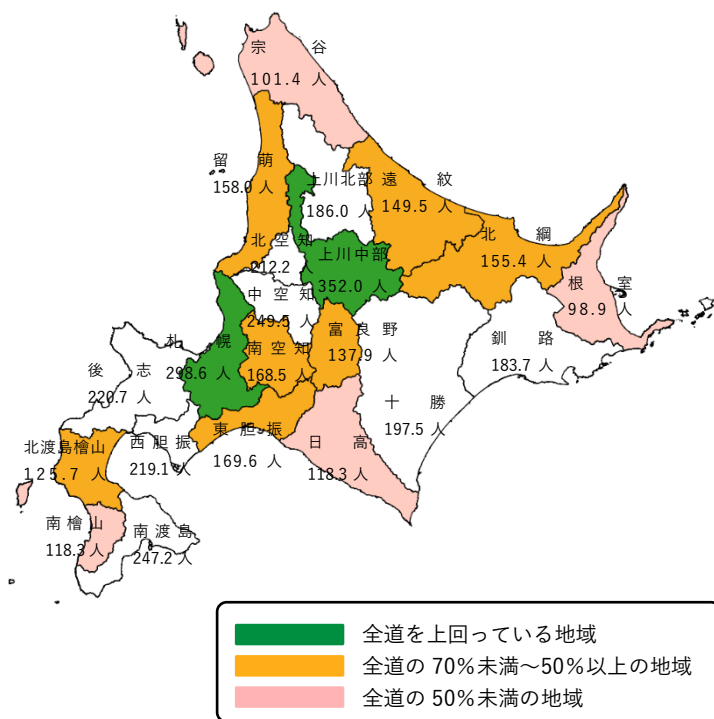 宗谷
101.4 人
留萌
158.0 人
上川北部
186.0 人
遠紋
149.5 人
北網
155.4 人
北空知
212.2 人
上川中部
352.0 人
根室
98.9 人
中空知
249.5 人
札幌
298.6 人
南空知
168.5 人
富良野
137.9 人
釧路
183.7 人
後志
220.7 人
十勝
197.5 人
東胆振
169.6 人
日高
118.3 人
北渡島檜山
125.7 人
西胆振
219.1 人
南檜山
118.3 人
南渡島
247.2 人
全道を上回っている地域
全道の 70%未満～50%以上の地域
全道の 50%未満の地域